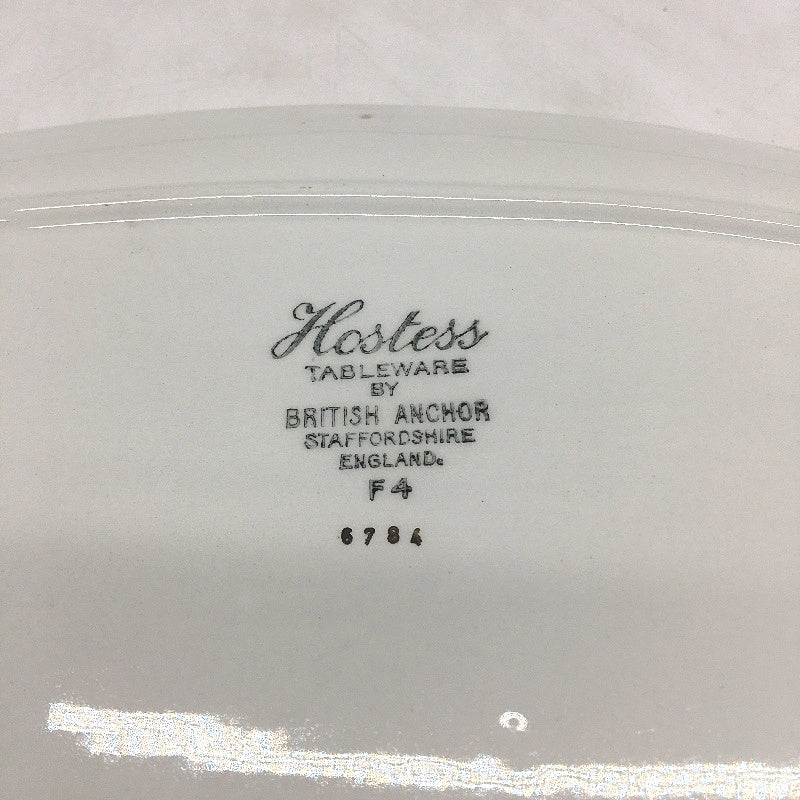 Hostess
TABLEWARE
BY
BRITISH ANCHOR
STAFFORDSHIRE
ENGLAND.
F4
6784